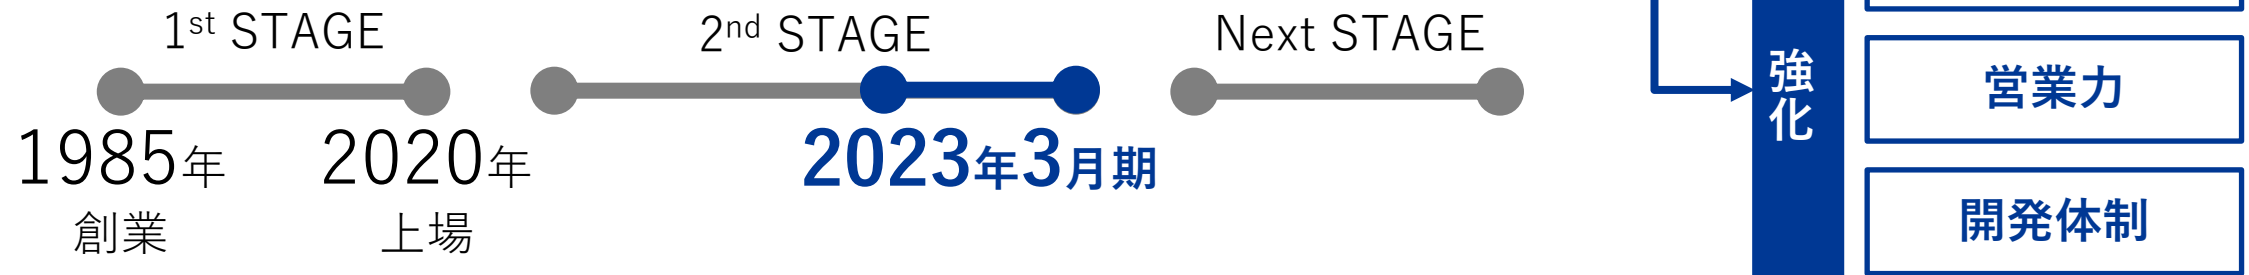 1st STAGE
2nd STAGE
Next STAGE
1985年
2020年
2023年3月期
創業
上場
強化
営業力
開発体制